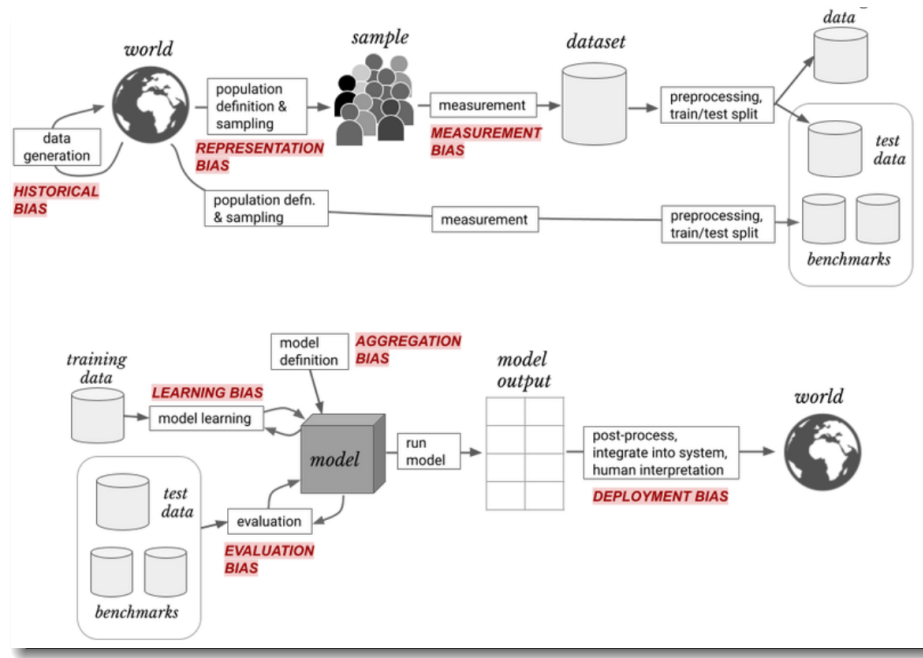 data
world
sample
dataset
population
definition &
sampling
measurement
preprocessing,
train/test split
data
generation
REPRESENTATION
BIAS
MEASUREMENT
BIAS
test
data
HISTORICAL
BIAS
population defn.
& sampling
measurement
preprocessing,
train/test split
benchmarks
model
definition
AGGREGATION
BIAS
training
data
LEARNING BIAS
model learning
model
output
world
model
run
model
post-process,
integrate into system,
human interpretation
DEPLOYMENT BIAS
test
data
evaluation
EVALUATION
BIAS
benchmarks